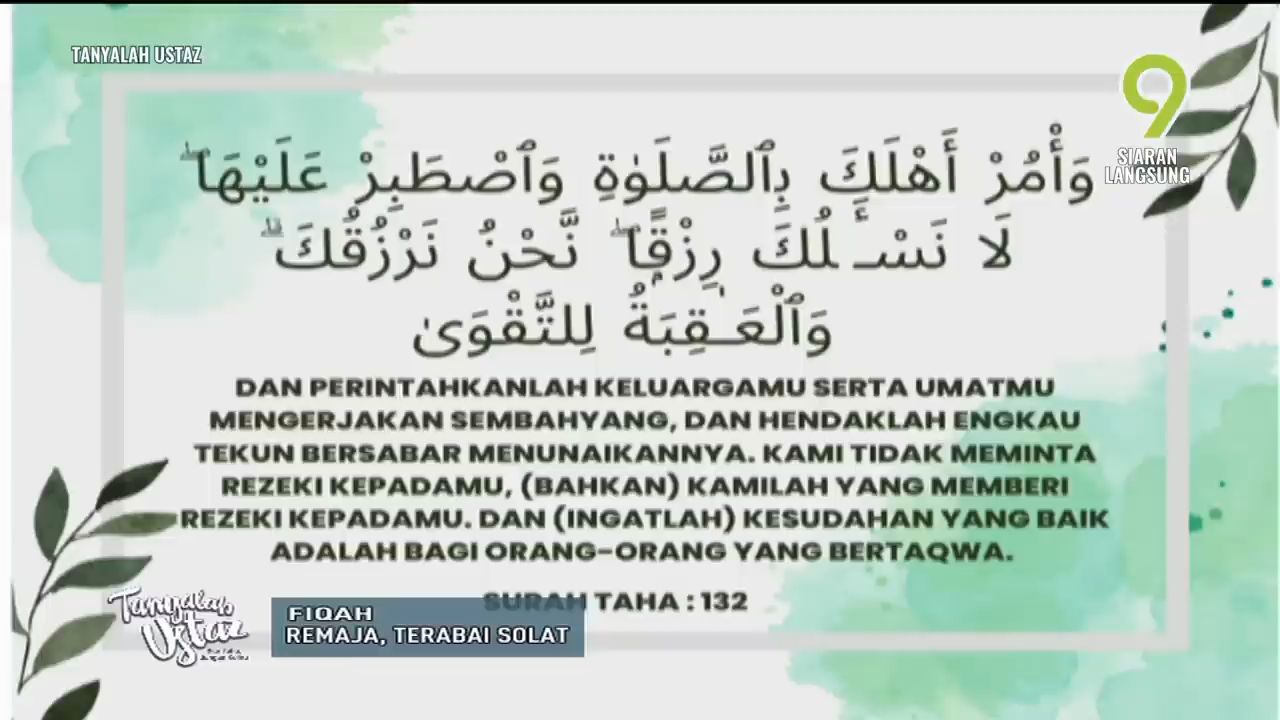 TANYALAH USTAZ
9
SIARAN
LANGSUNG
وَأْمُرْ أَهْلَكَ بِٱلصَّلَوٰةِ وَٱصْطَبِرْ عَلَيْهَا ۖ
لَا نَسْـَٔلُكَ رِزْقًا ۖ نَّحْنُ نَرْزُقُكَ ۗ
وَٱلْعَـٰقِبَةُ لِلتَّقْوَىٰ
DAN PERINTAHKANLAH KELUARGAMU SERTA UMATMU
MENGERJAKAN SEMBAHYANG, DAN HENDAKLAH ENGKAU
TEKUN BERSABAR MENUNAIKANNYA. KAMI TIDAK MEMINTA
REZEKI KEPADAMU, (BAHKAN) KAMILAH YANG MEMBERI
REZEKI KEPADAMU. DAN (INGATLAH) KESUDAHAN YANG BAIK
ADALAH BAGI ORANG-ORANG YANG BERTAQWA.
SURAH TAHA : 132
Tanyalah
Ustaz
FIQAH
REMAJA, TERABAI SOLAT